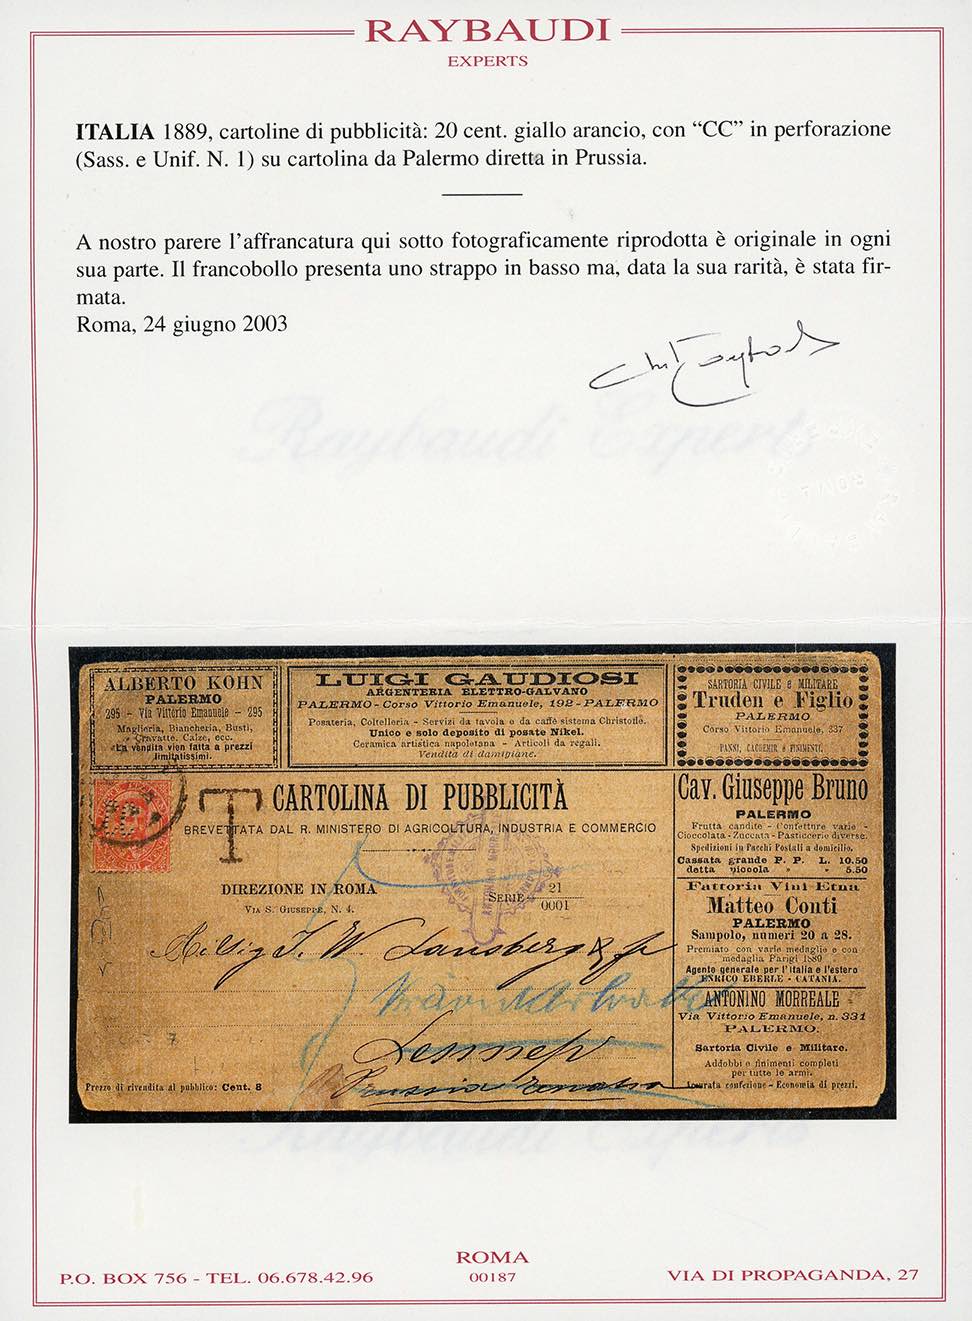 RAYBAUDI
EXPERTS
ITALIA 1889, cartoline di pubblicità: 20 cent. giallo arancio, con “CC” in perforazione
(Sass. e Unif. N. 1) su cartolina da Palermo diretta in Prussia.
A nostro parere l’affrancatura qui sotto fotograficamente riprodotta è originale in ogni
sua parte. Il francobollo presenta uno strappo in basso ma, data la sua rarità, è stata fir-
mata.
Roma, 24 giugno 2003
Raybaudi Experts
ALBERTO KOHN
PALERMO
295 - Via Vittorio Emanuele - 295
Maglieria, Biancheria, Busti,
Cravatte, Calze, ecc.
La vendita vien fatta a prezzi
limitatissimi.
LUIGI GAUDIOSI
ARGENTERIA ELETTRO-GALVANO
PALERMO - Corso Vittorio Emanuele, 192 - PALERMO
Posateria, Coltelleria - Servizi da tavola e da caffè sistema Christofle.
Unico e solo deposito di posate Nikel.
Ceramica artistica napoletana - Articoli da regali.
Vendita di damigiane.
SARTORIA CIVILE e MILITARE
Truden e Figlio
PALERMO
Corso Vittorio Emanuele, 337
PANNI, CACHEMIR e FINIMENTI.
T
CARTOLINA DI PUBBLICITÀ
BREVETTATA DAL R. MINISTERO DI AGRICOLTURA, INDUSTRIA E COMMERCIO
DIREZIONE IN ROMA
VIA S. GIUSEPPE, N. 4.
SERIE 21
0001
Lansberg
Lennep
Prezzo di rivendita al pubblico: Cent. 8
Cav. Giuseppe Bruno
PALERMO
Frutta candite - Confetture varie -
Cioccolata - Zuccata - Pasticcerie diverse.
Spedizioni in Pacchi Postali a domicilio.
Cassata grande P. P. L. 10.50
detta piccola » » 5.50
Fattoria Vini Etna
Matteo Conti
PALERMO
Sampolo, numeri 20 a 28.
Premiato con varie medaglie e con
medaglia Parigi 1889
Agente generale per l'Italia e l'estero
ENRICO EBERLE - CATANIA.
ANTONINO MORREALE
Via Vittorio Emanuele, n. 331
PALERMO.
Sartoria Civile e Militare.
Addobbi e finimenti completi
per tutte le armi.
Accurata confezione - Economia di prezzi.
Raybaudi Experts
ROMA
00187
P.O. BOX 756 - TEL. 06.678.42.96
VIA DI PROPAGANDA, 27